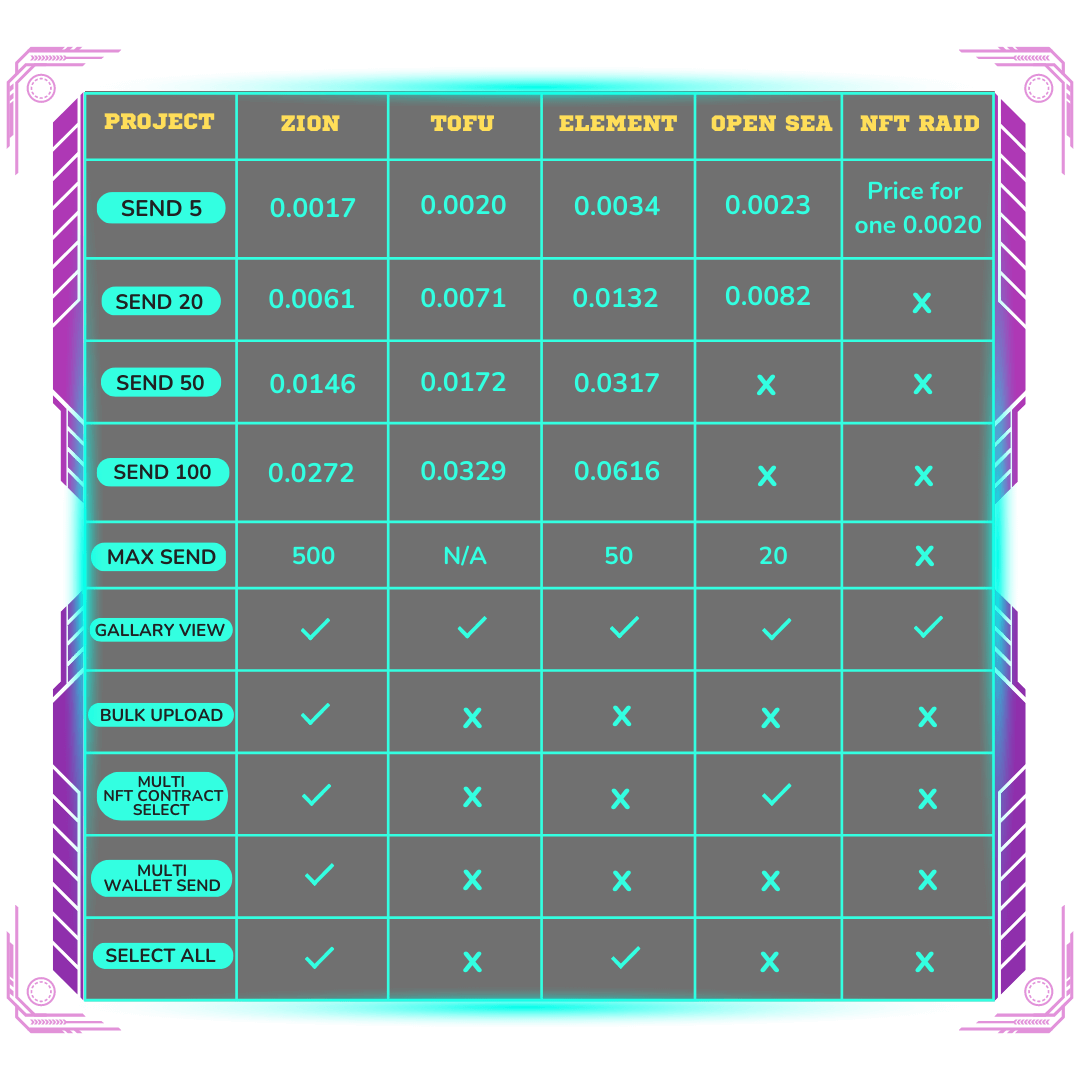 PROJECT ZION TOFU ELEMENT OPEN SEA NFT RAID
SEND 5 0.0017 0.0020 0.0034 0.0023 Price for
one 0.0020
SEND 20 0.0061 0.0071 0.0132 0.0082 X
SEND 50 0.0146 0.0172 0.0317 X X
SEND 100 0.0272 0.0329 0.0616 X X
MAX SEND 500 N/A 50 20 X
GALLARY VIEW ✓ ✓ ✓ ✓ ✓
BULK UPLOAD ✓ X X X X
MULTI
NFT CONTRACT
SELECT ✓ X X ✓ X
MULTI
WALLET SEND ✓ X X X X
SELECT ALL ✓ X ✓ X X